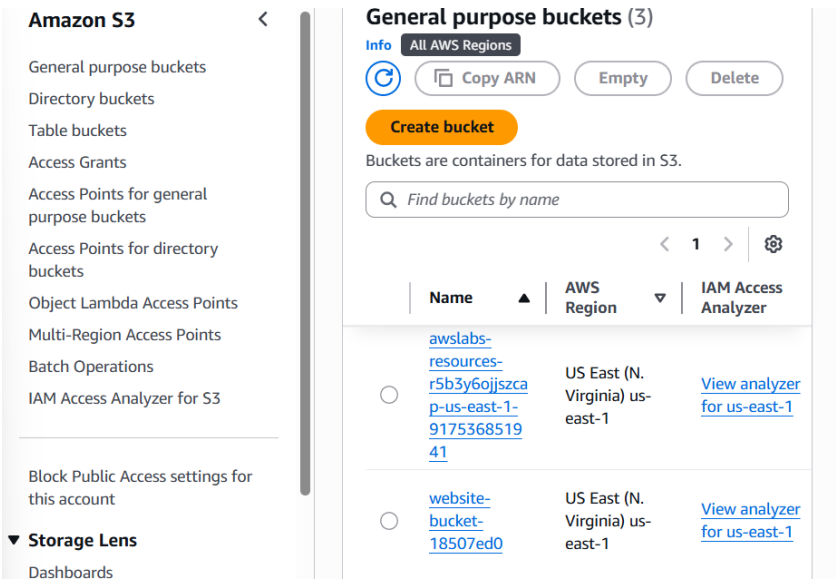 Amazon S3
General purpose buckets
Directory buckets
Table buckets
Access Grants
Access Points for general
purpose buckets
Access Points for directory
buckets
Object Lambda Access Points
Multi-Region Access Points
Batch Operations
IAM Access Analyzer for S3
Block Public Access settings for
this account
Storage Lens
Dashboards
General purpose buckets (3)
Info All AWS Regions
Copy ARN Empty Delete
Create bucket
Buckets are containers for data stored in S3.
Find buckets by name
1
Name
AWS
Region
IAM Access
Analyzer
awslabs-
resources-
r5b3y6ojjszca
p-us-east-1-
9175368519
41
US East (N.
Virginia) us-
east-1
View analyzer
for us-east-1
website-
bucket-
18507ed0
US East (N.
Virginia) us-
east-1
View analyzer
for us-east-1